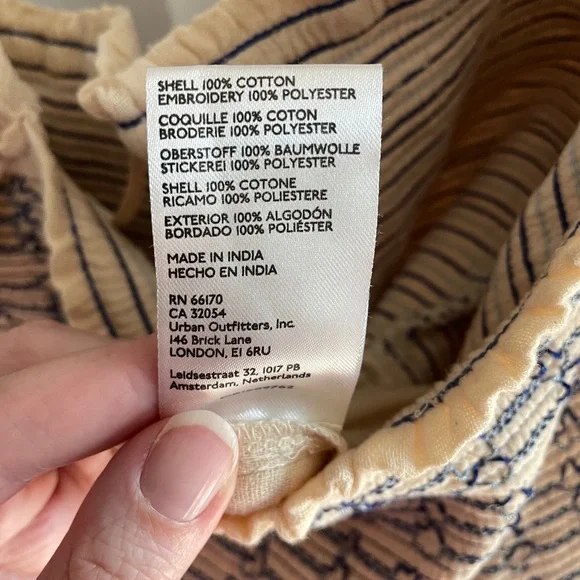 SHELL 100% COTTON
EMBROIDERY 100% POLYESTER
COQUILLE 100% COTON
BRODERIE 100% POLYESTER
OBERSTOFF 100% BAUMWOLLE
STICKEREI 100% POLYESTER
SHELL 100% COTONE
RICAMO 100% POLIESTERE
EXTERIOR 100% ALGODÓN
BORDADO 100% POLIÉSTER
MADE IN INDIA
HECHO EN INDIA
RN 66170
CA 32054
Urban Outfitters, Inc.
146 Brick Lane
LONDON, E1 6RU
Leidsestraat 32, 1017 PB
Amsterdam, Netherlands